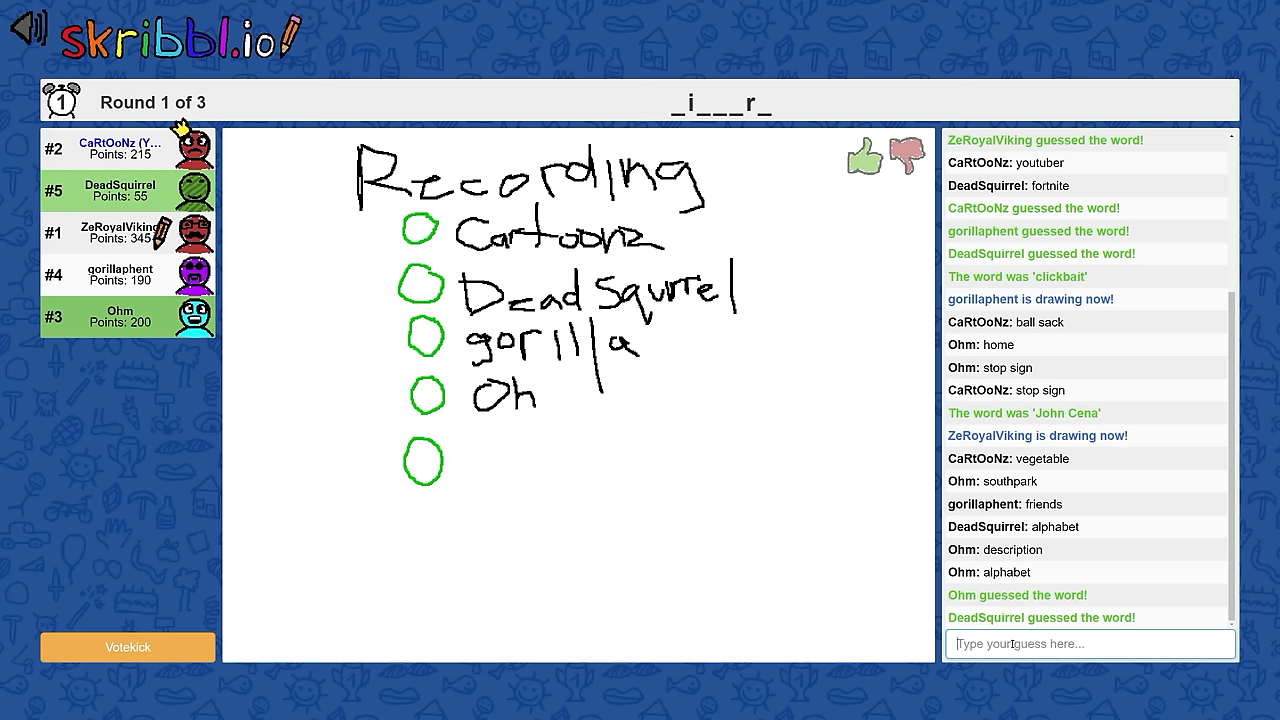 skribbl.io!
1
Round 1 of 3
_i___r_
#2
CaRtOoNz (Y...
Points: 215
#5
DeadSquirrel
Points: 55
#1
ZeRoyalViking
Points: 345
#4
gorillaphent
Points: 190
#3
Ohm
Points: 200
Votekick
Recording
Cartoonz
Dead Squrrel
gorilla
Oh
ZeRoyalViking guessed the word!
CaRtOoNz: youtuber
DeadSquirrel: fortnite
CaRtOoNz guessed the word!
gorillaphent guessed the word!
DeadSquirrel guessed the word!
The word was 'clickbait'
gorillaphent is drawing now!
CaRtOoNz: ball sack
Ohm: home
Ohm: stop sign
CaRtOoNz: stop sign
The word was 'John Cena'
ZeRoyalViking is drawing now!
CaRtOoNz: vegetable
Ohm: southpark
gorillaphent: friends
DeadSquirrel: alphabet
Ohm: description
Ohm: alphabet
Ohm guessed the word!
DeadSquirrel guessed the word!
Type your guess here...